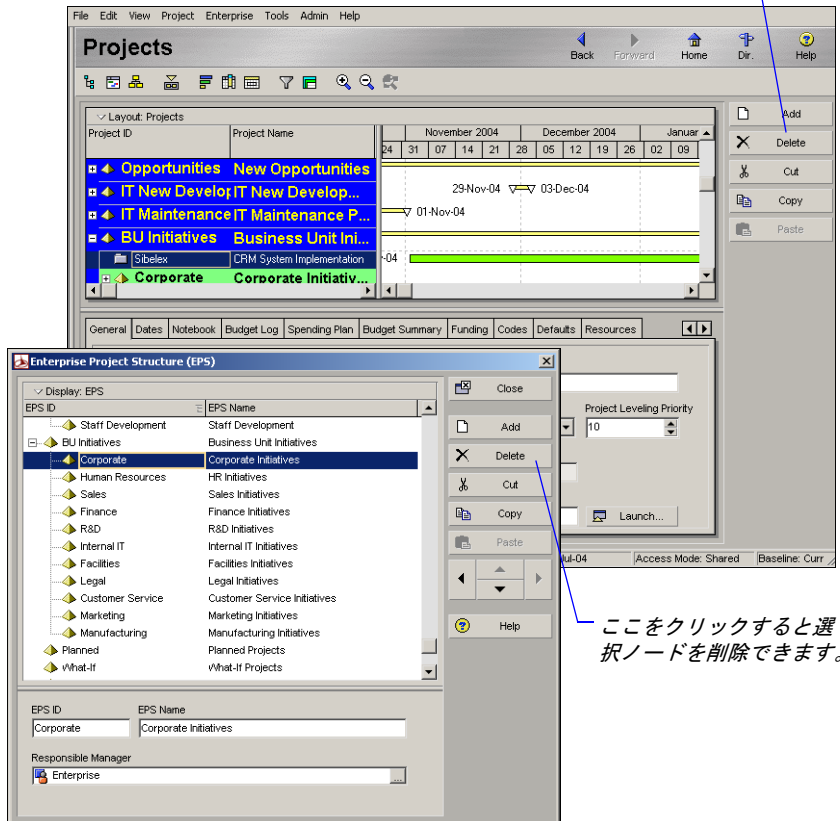 File Edit View Project Enterprise Tools Admin Help
Projects
Back Forward Home Dir. Help
Layout: Projects
Project ID Project Name
November 2004 December 2004 Januar
24 31 07 14 21 28 05 12 19 26 02 09
Opportunities New Opportunities
IT New Develop IT New Develop... 29-Nov-04 03-Dec-04
IT Maintenance IT Maintenance P... 01-Nov-04
BU Initiatives Business Unit Ini...
Sibelex CRM System Implementation -04
Corporate Corporate Initiativ...
Add
Delete
Cut
Copy
Paste
General Dates Notebook Budget Log Spending Plan Budget Summary Funding Codes Defaults Resources
Project Leveling Priority
10
Launch...
Jul-04 Access Mode: Shared Baseline: Curr
Enterprise Project Structure (EPS)
Display: EPS
EPS ID EPS Name
Staff Development Staff Development
BU Initiatives Business Unit Initiatives
Corporate Corporate Initiatives
Human Resources HR Initiatives
Sales Sales Initiatives
Finance Finance Initiatives
R&D R&D Initiatives
Internal IT Internal IT Initiatives
Facilities Facilities Initiatives
Legal Legal Initiatives
Customer Service Customer Service Initiatives
Marketing Marketing Initiatives
Manufacturing Manufacturing Initiatives
Planned Planned Projects
What-If What-If Projects
Close
Add
Delete
Cut
Copy
Paste
Help
EPS ID EPS Name
Corporate Corporate Initiatives
Responsible Manager
Enterprise ...
ここをクリックすると選
択ノードを削除できます。